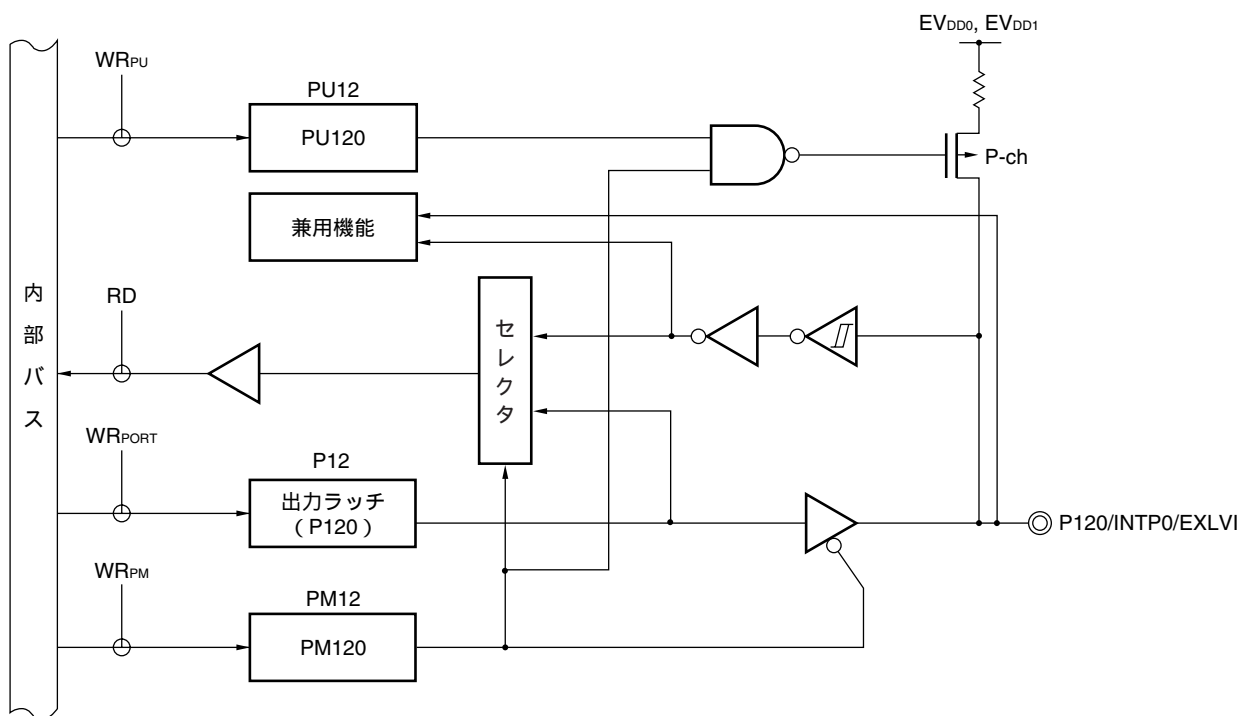 EVDD0, EVDD1
WRPU
PU12
PU120
P-ch
兼用機能
内部バス
RD
セレクタ
WRPORT
P12
出力ラッチ
（P120）
P120/INTP0/EXLVI
WRPM
PM12
PM120